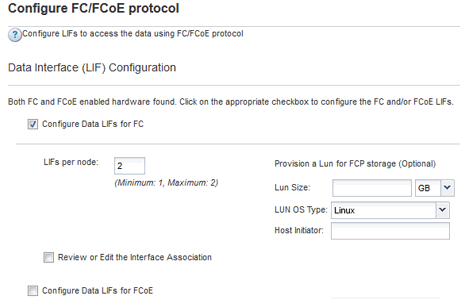 Configure FC/FCoE protocol
?Configure LIFs to access the data using FC/FCoE protocol
Data Interface (LIF) Configuration
Both FC and FCoE enabled hardware found. Click on the appropriate checkbox to configure the FC and/or FCoE LIFs.
Configure Data LIFs for FC
LIFs per node: 2
(Minimum: 1, Maximum: 2)
Provision a Lun for FCP storage (Optional)
Lun Size: GB
LUN OS Type: Linux
Host Initiator:
Review or Edit the Interface Association
Configure Data LIFs for FCoE